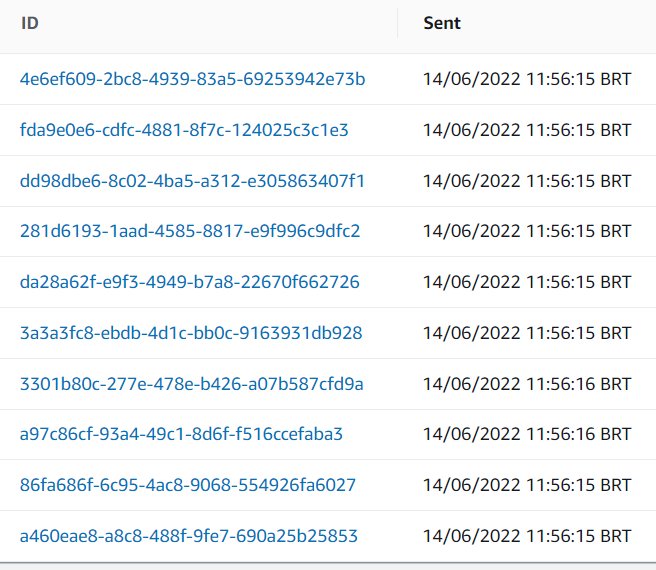 ID Sent
4e6ef609-2bc8-4939-83a5-69253942e73b 14/06/2022 11:56:15 BRT
fda9e0e6-cdfc-4881-8f7c-124025c3c1e3 14/06/2022 11:56:15 BRT
dd98dbe6-8c02-4ba5-a312-e305863407f1 14/06/2022 11:56:15 BRT
281d6193-1aad-4585-8817-e9f996c9dfc2 14/06/2022 11:56:15 BRT
da28a62f-e9f3-4949-b7a8-22670f662726 14/06/2022 11:56:15 BRT
3a3a3fc8-ebdb-4d1c-bb0c-9163931db928 14/06/2022 11:56:15 BRT
3301b80c-277e-478e-b426-a07b587cfd9a 14/06/2022 11:56:16 BRT
a97c86cf-93a4-49c1-8d6f-f516ccefaba3 14/06/2022 11:56:16 BRT
86fa686f-6c95-4ac8-9068-554926fa6027 14/06/2022 11:56:15 BRT
a460eae8-a8c8-488f-9fe7-690a25b25853 14/06/2022 11:56:15 BRT